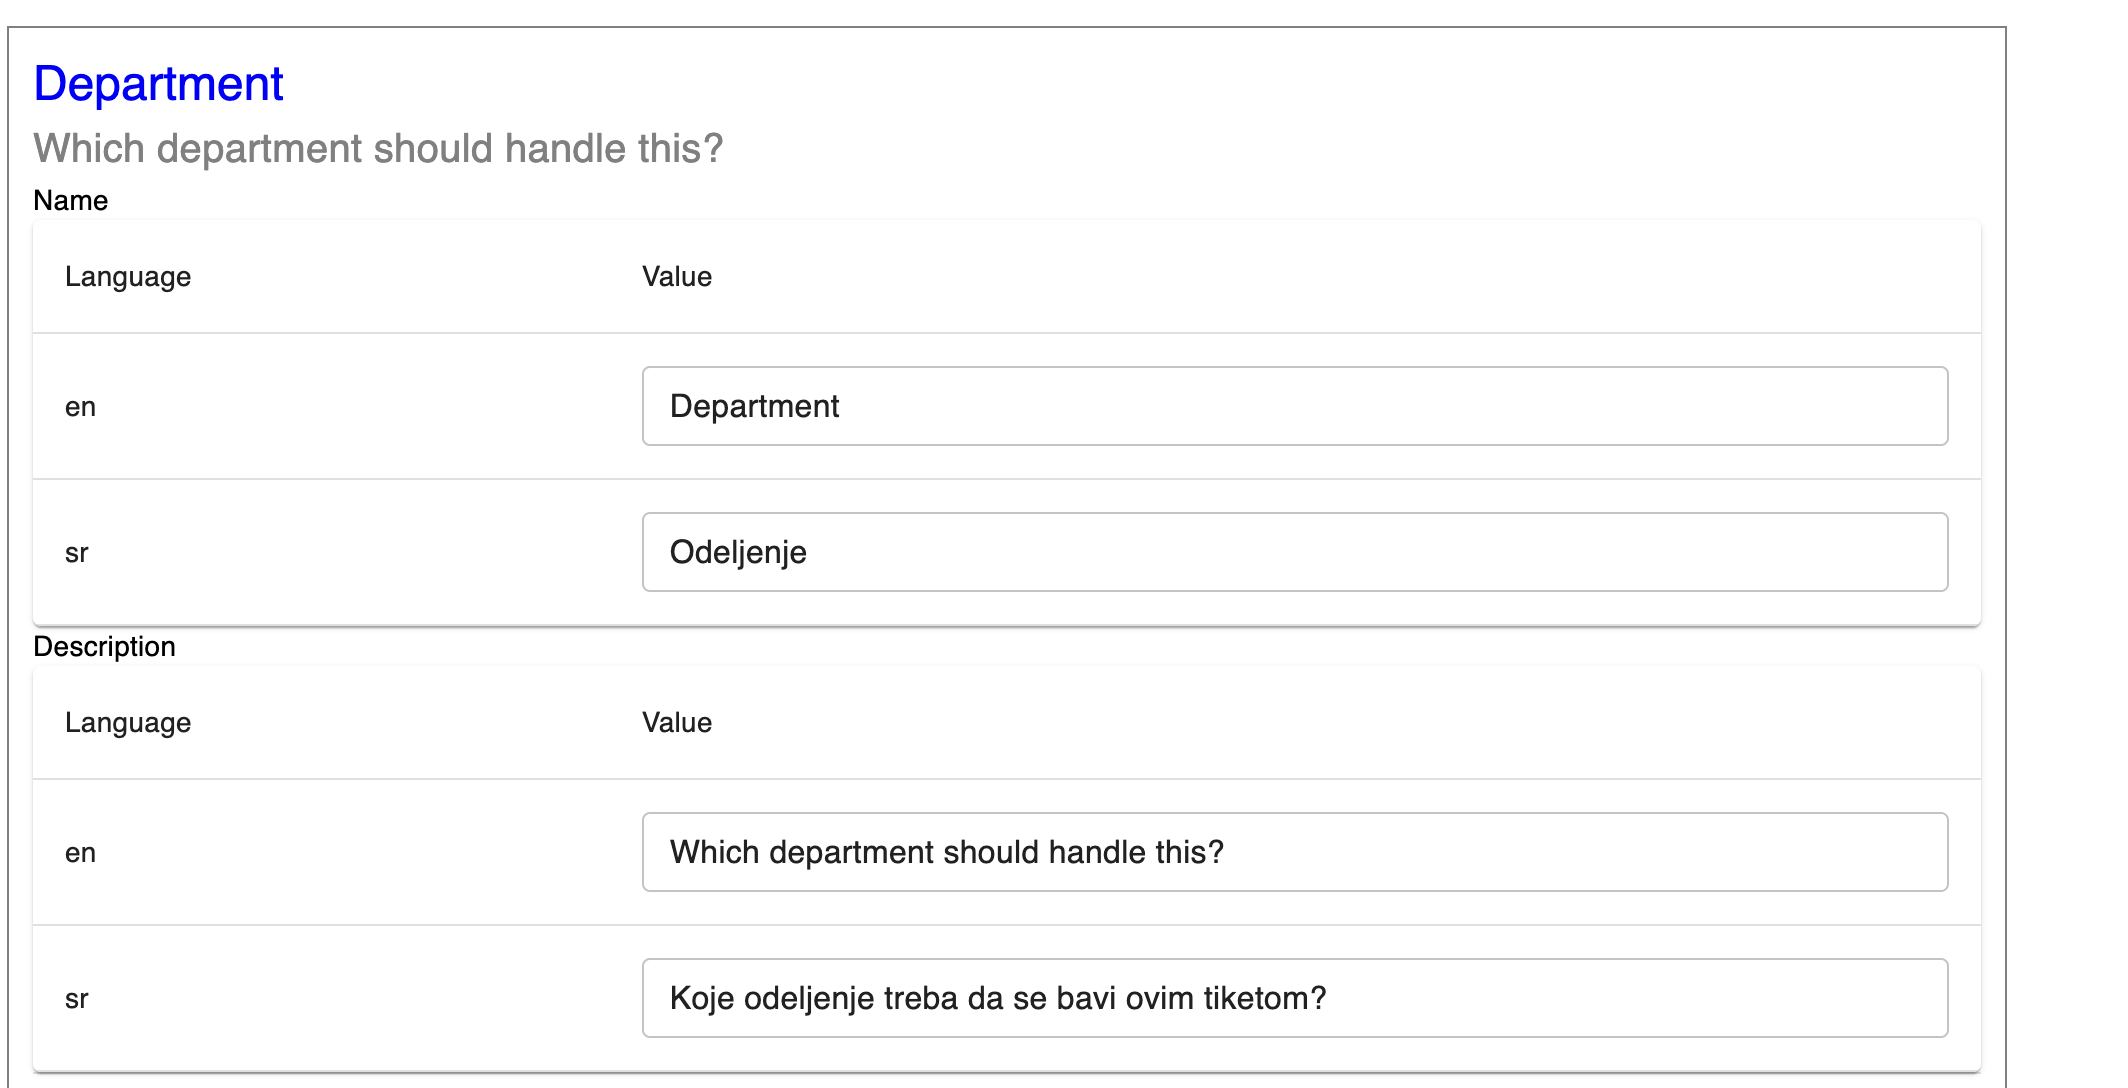 Department
Which department should handle this?
Name
Language Value
en Department
sr Odeljenje
Description
Language Value
en Which department should handle this?
sr Koje odeljenje treba da se bavi ovim tiketom?